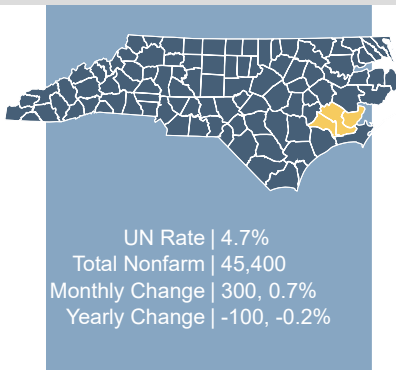 UN Rate | 4.7%
Total Nonfarm | 45,400
Monthly Change | 300, 0.7%
Yearly Change | -100, -0.2%